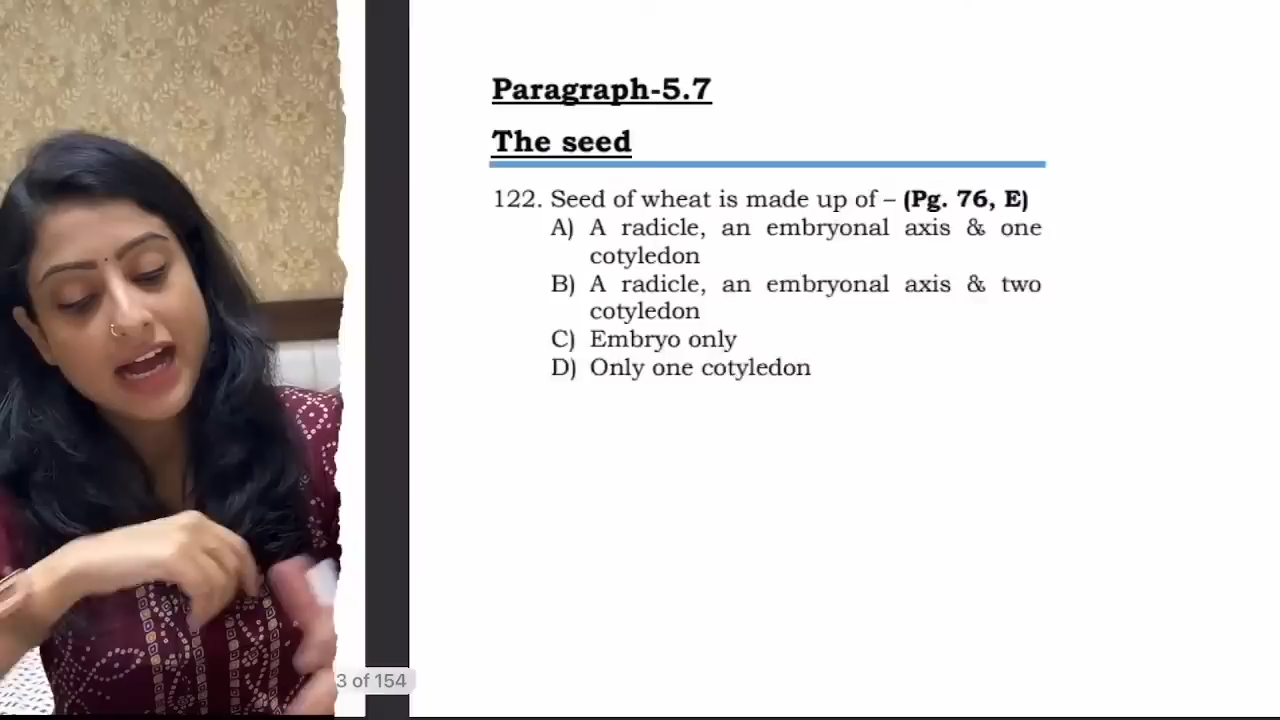 Paragraph-5.7
The seed
122. Seed of wheat is made up of – (Pg. 76, E)
A) A radicle, an embryonal axis & one
cotyledon
B) A radicle, an embryonal axis & two
cotyledon
C) Embryo only
D) Only one cotyledon
3 of 154